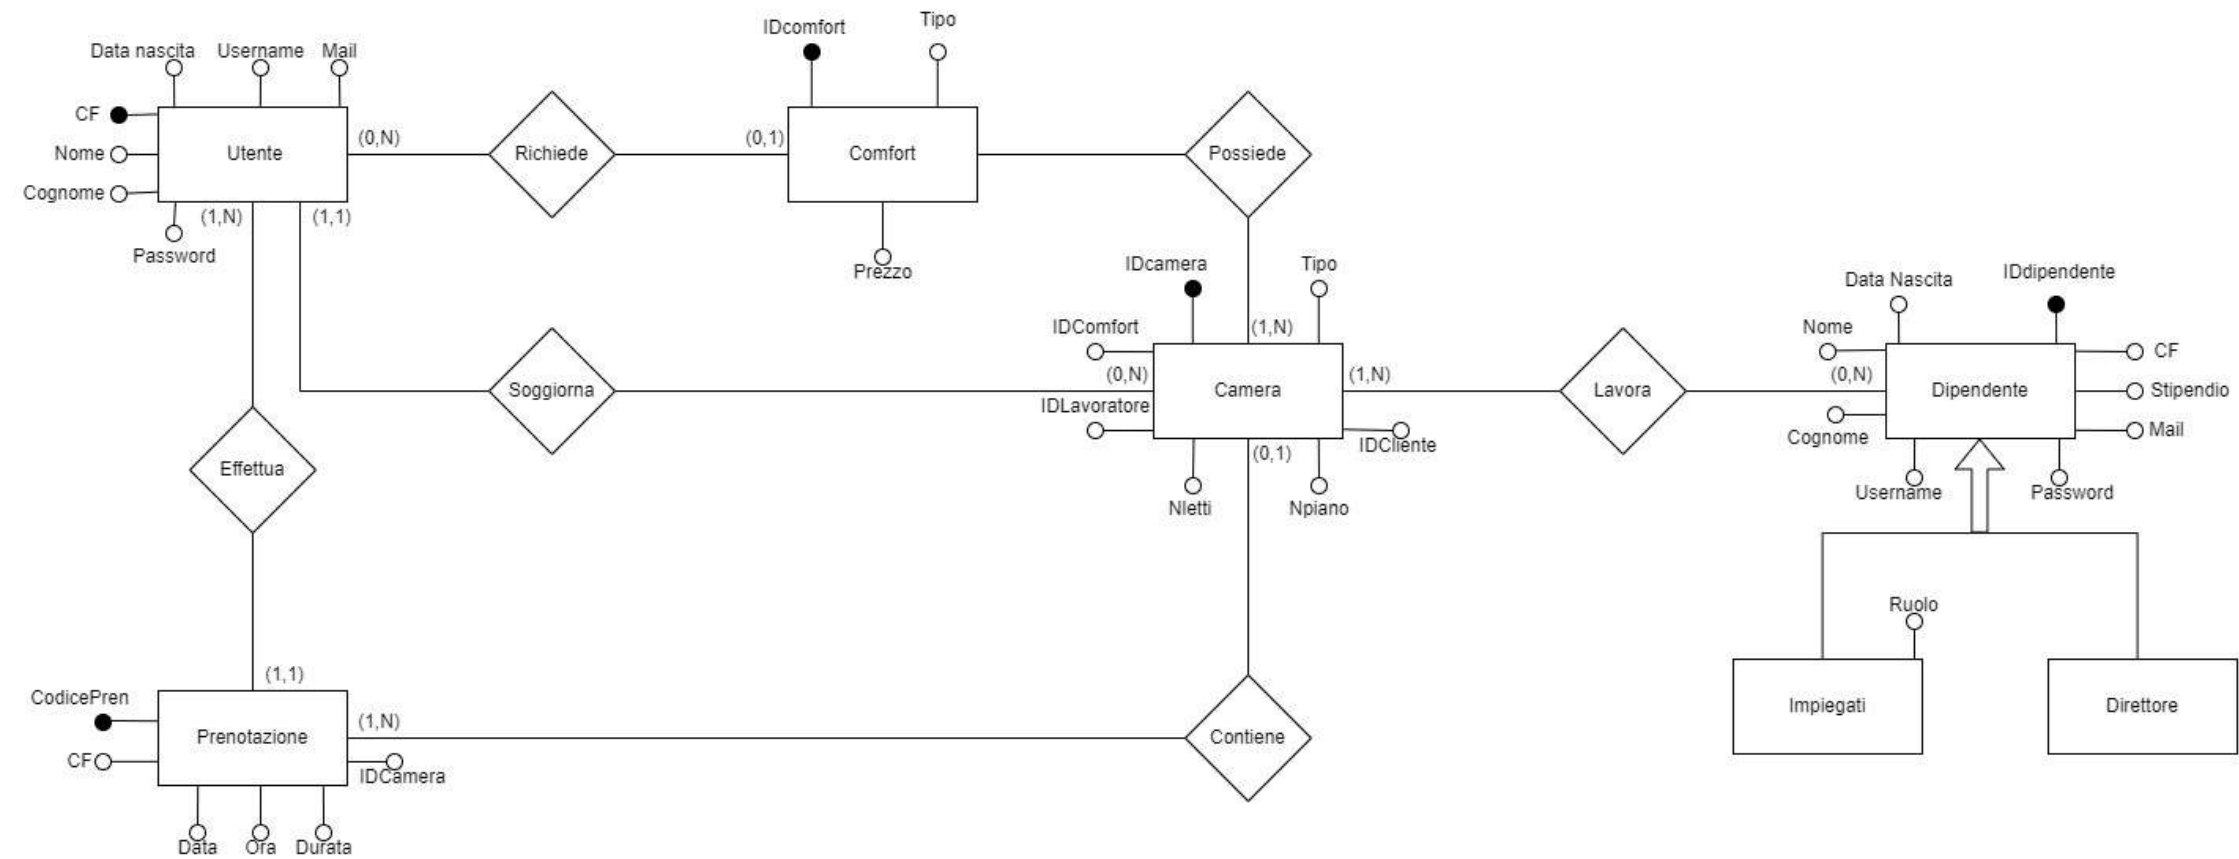 IDcomfort
Tipo
Data nascita
Username
Mail
CF
Nome
Cognome
Password
Utente
(0,N)
(1,N)
(1,1)
Richiede
(0,1)
Comfort
Prezzo
Possiede
Soggiorna
Effettua
IDcamera
Tipo
IDComfort
(1,N)
(0,N)
IDLavoratore
Camera
(1,N)
IDCliente
(0,1)
Nletti
Npiano
Lavora
Data Nascita
IDdipendente
Nome
(0,N)
Cognome
Dipendente
CF
Stipendio
Mail
Username
Password
Ruolo
Impiegati
Direttore
(1,1)
CodicePren
CF
Prenotazione
(1,N)
IDCamera
Data
Ora
Durata
Contiene